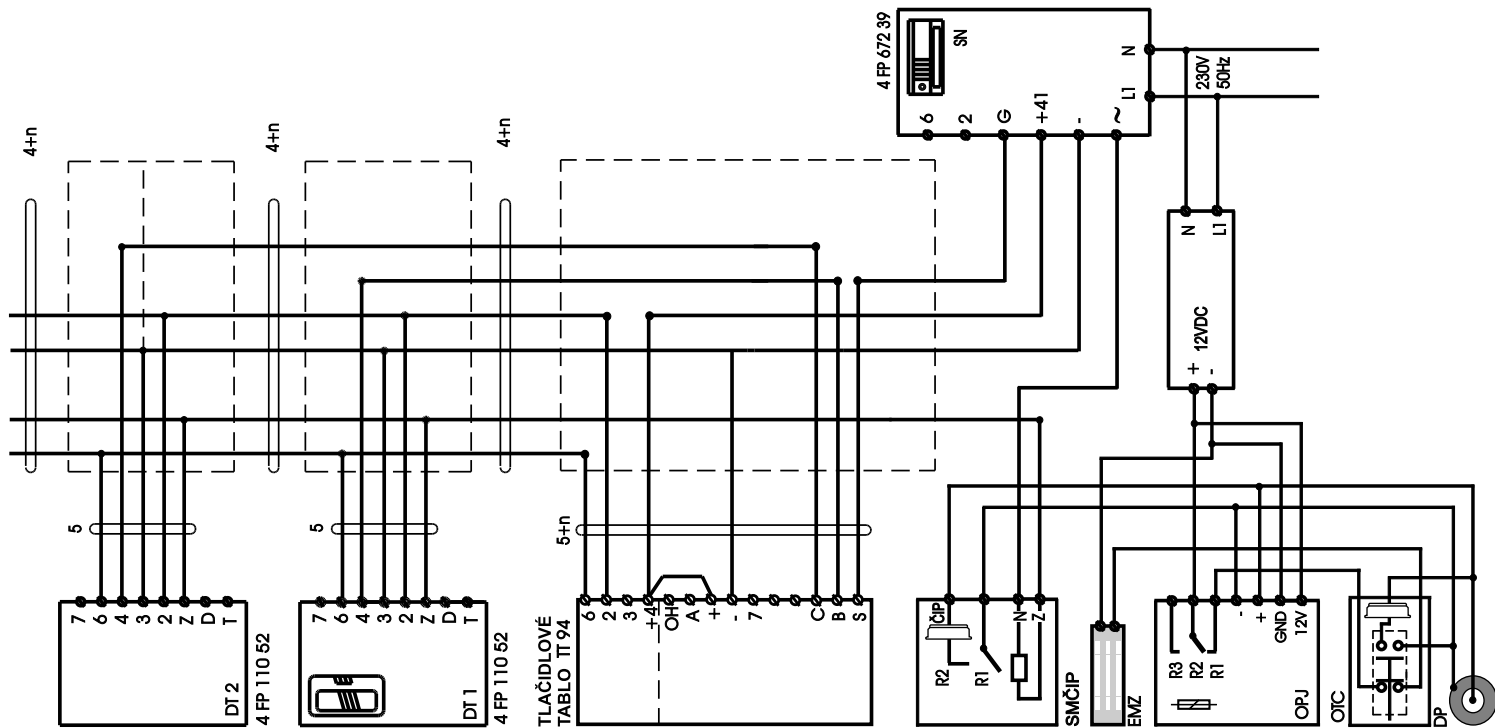 4+n
4+n
4+n
4 FP 672 39
SN
6
2
G
+41
-
~
N
L1
230V
50Hz
N
L1
+
-
12VDC
5
5
5+n
7
6
4
3
2
Z
D
T
DT 2
4 FP 110 52
7
6
4
3
2
Z
D
T
DT 1
4 FP 110 52
6
2
3
+4
OH
A
+
-
7
C
B
S
TLAČIDLOVÉ
TABLO TT 94
ČIP
N
Z
R2
R1
SMČIP
EMZ
R3
R2
R1
-
+
GND
12V
OPJ
OTC
DP